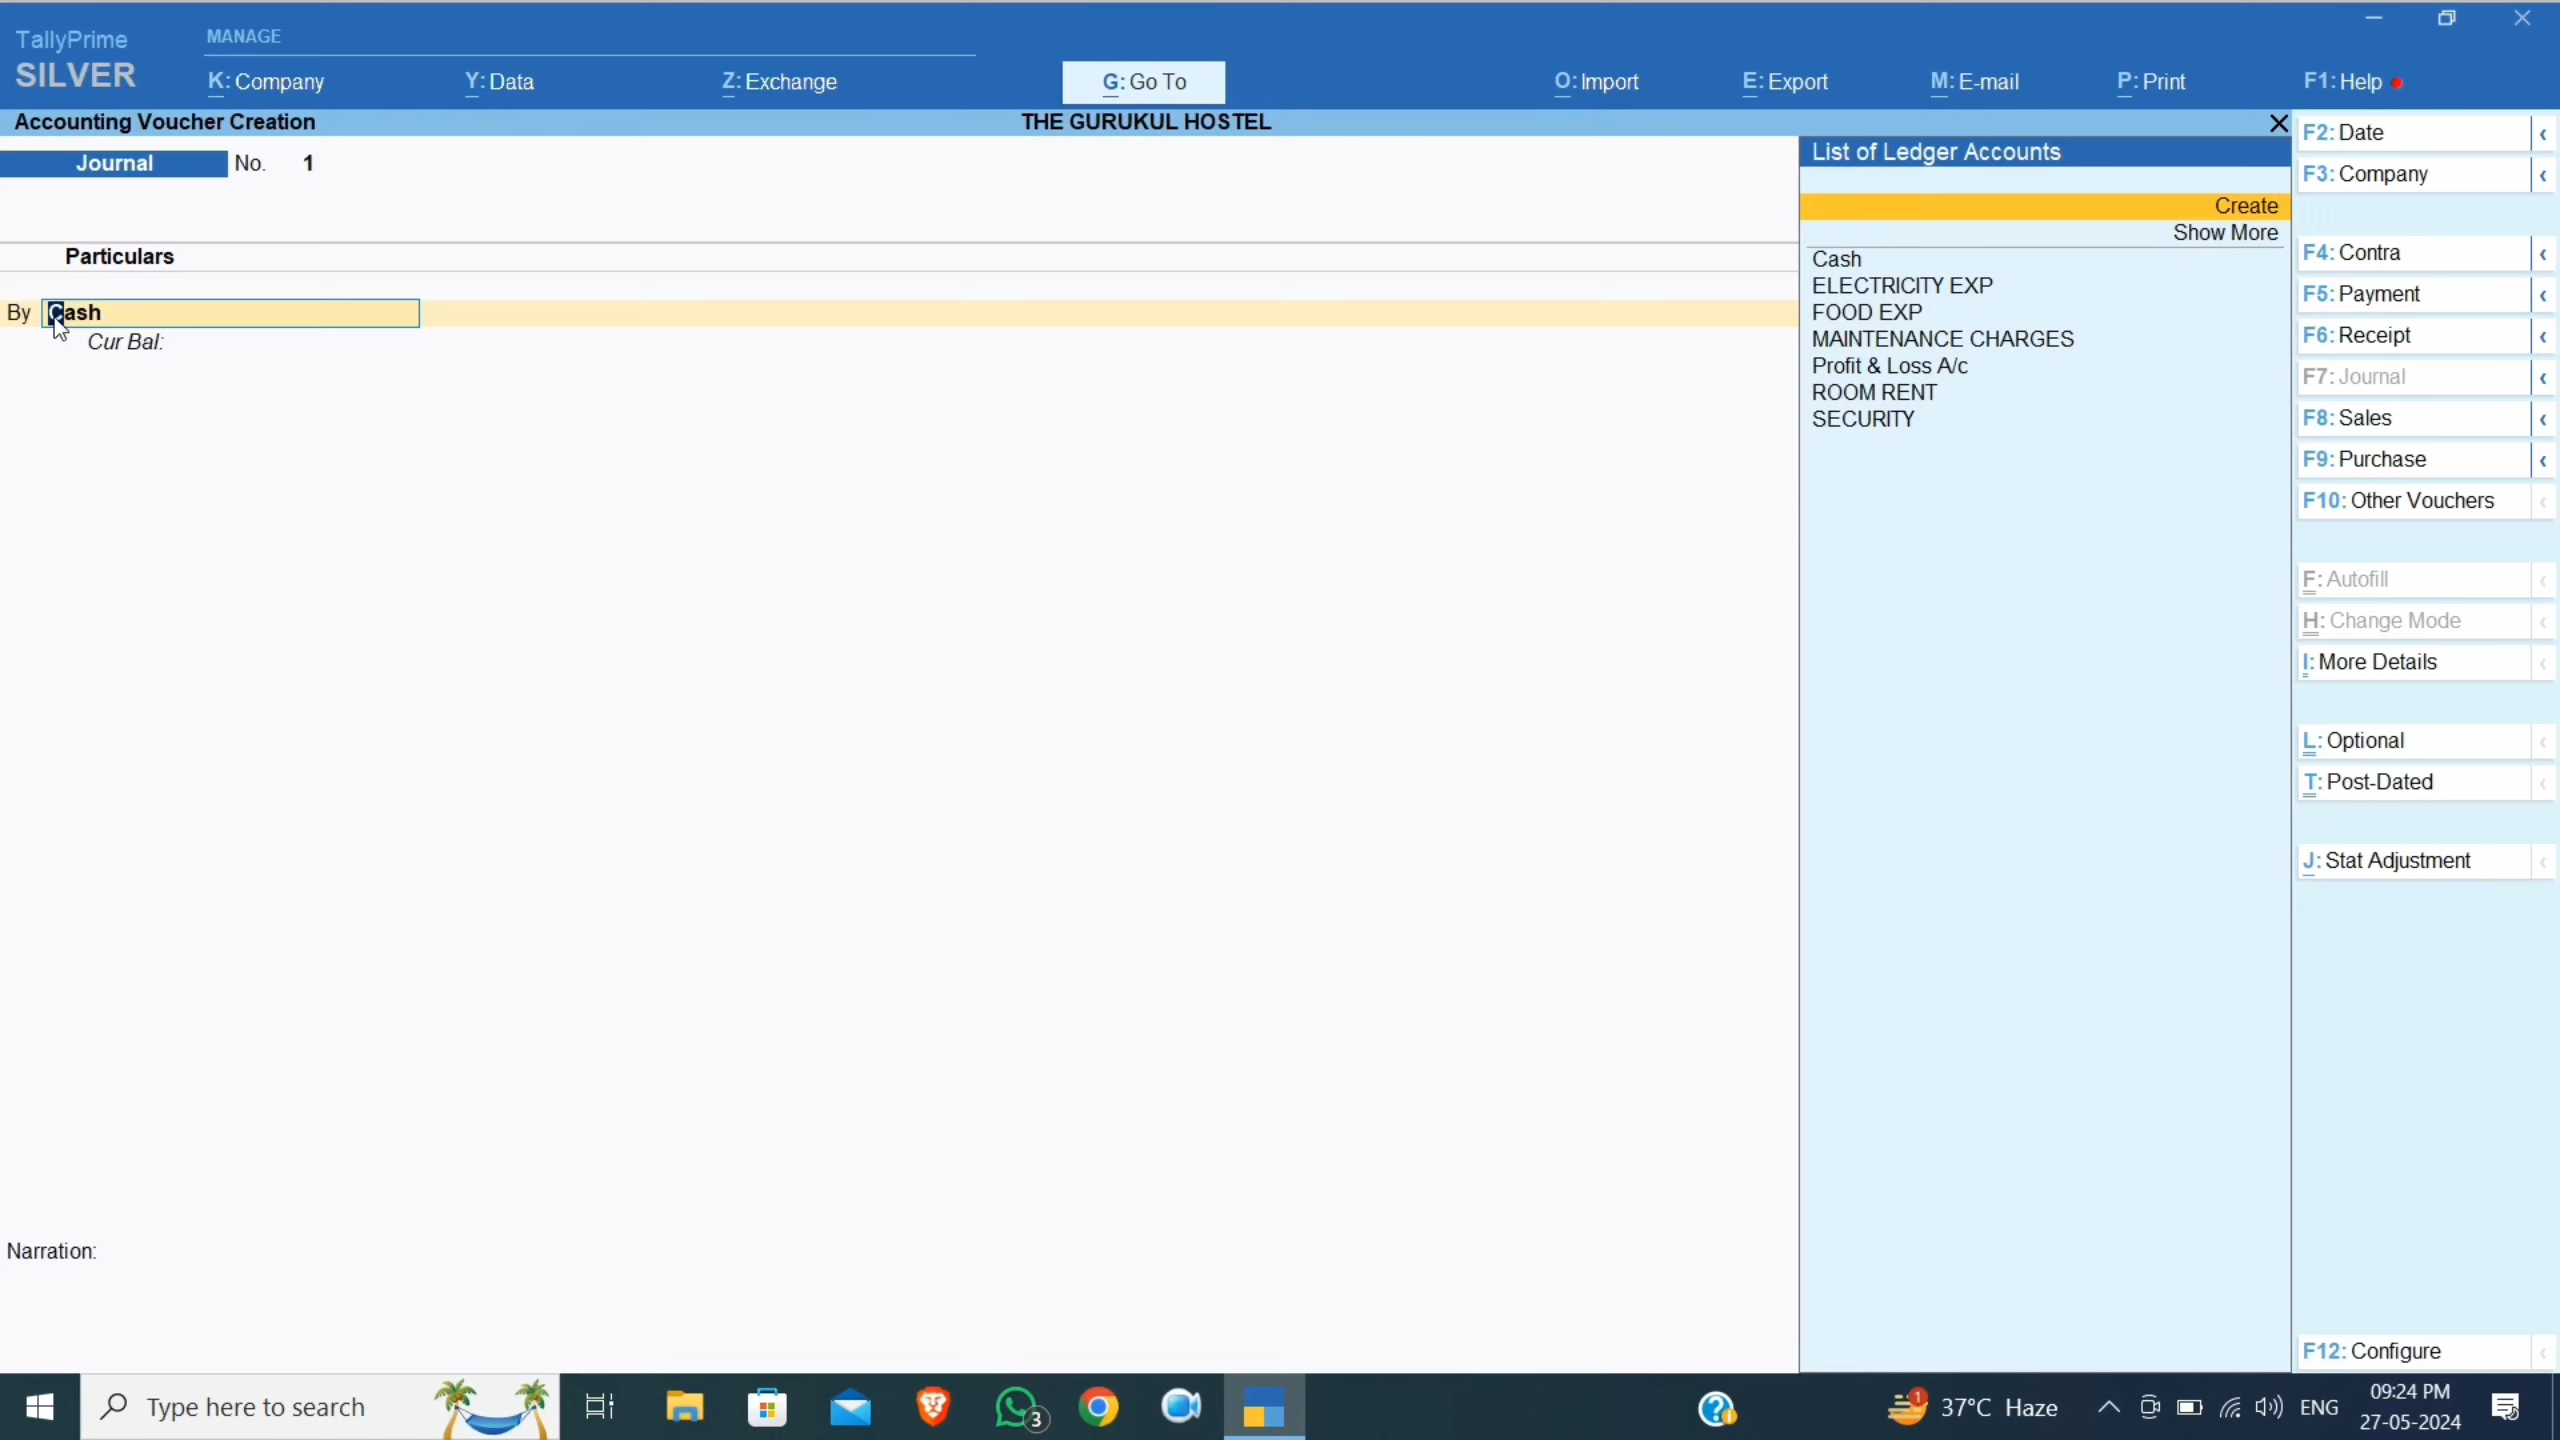 TallyPrime
SILVER
MANAGE
K: Company
Y: Data
Z: Exchange
G: Go To
O: Import
E: Export
M: E-mail
P: Print
F1: Help
Accounting Voucher Creation
THE GURUKUL HOSTEL
Journal No. 1
Particulars
By Cash
Cur Bal:
Narration:
List of Ledger Accounts
Create
Show More
Cash
ELECTRICITY EXP
FOOD EXP
MAINTENANCE CHARGES
Profit & Loss A/c
ROOM RENT
SECURITY
F2: Date
F3: Company
F4: Contra
F5: Payment
F6: Receipt
F7: Journal
F8: Sales
F9: Purchase
F10: Other Vouchers
F: Autofill
H: Change Mode
I: More Details
L: Optional
T: Post-Dated
J: Stat Adjustment
F12: Configure
Type here to search
3
1
37°C Haze
ENG
09:24 PM
27-05-2024